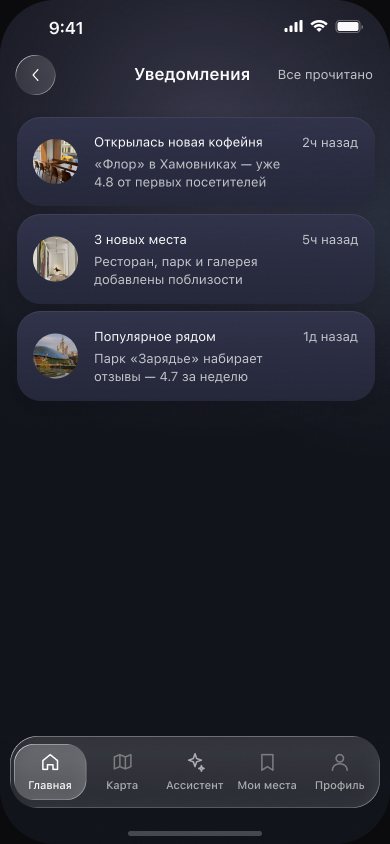 9:41
Уведомления
Все прочитано
Открылась новая кофейня
2ч назад
«Флор» в Хамовниках — уже
4.8 от первых посетителей
3 новых места
5ч назад
Ресторан, парк и галерея
добавлены поблизости
Популярное рядом
1д назад
Парк «Зарядье» набирает
отзывы — 4.7 за неделю
Главная
Карта
Ассистент
Мои места
Профиль